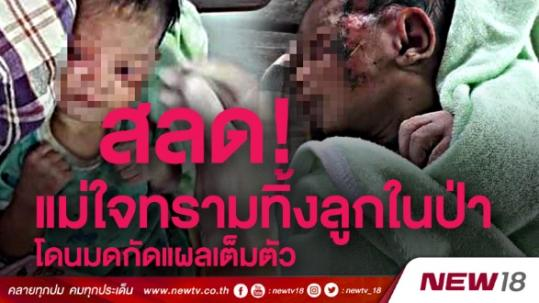 สลด!
แม่ใจทรามทิ้งลูกในป่า
โดนมดกัดแผลเต็มตัว
คลายทุกปม คมทุกประเด็น www.newtv.co.th : new18 : newtv18 : newtv_18 NEW18